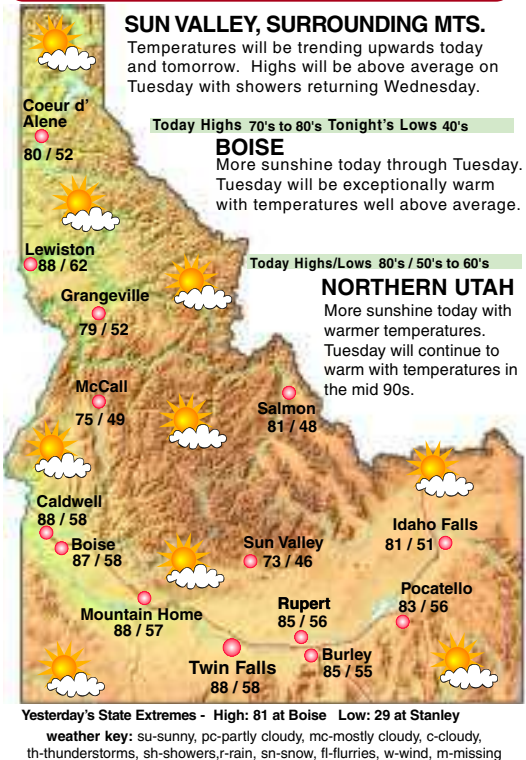 SUN VALLEY, SURROUNDING MTS.
Temperatures will be trending upwards today
and tomorrow.  Highs will be above average on
Tuesday with showers returning Wednesday.
Today Highs 70's to 80's Tonight's Lows 40's
BOISE
More sunshine today through Tuesday.
Tuesday will be exceptionally warm
with temperatures well above average.
Today Highs/Lows 80's / 50's to 60's
NORTHERN UTAH
More sunshine today with
warmer temperatures.
Tuesday will continue to
warm with temperatures in
the mid 90s.
Coeur d'
Alene
80 / 52
Lewiston
88 / 62
Grangeville
79 / 52
McCall
75 / 49
Salmon
81 / 48
Caldwell
88 / 58
Boise
87 / 58
Sun Valley
73 / 46
Idaho Falls
81 / 51
Mountain Home
88 / 57
Rupert
85 / 56
Pocatello
83 / 56
Twin Falls
88 / 58
Burley
85 / 55
Yesterday's State Extremes - High: 81 at Boise Low: 29 at Stanley
weather key: su-sunny, pc-partly cloudy, mc-mostly cloudy, c-cloudy,
th-thunderstorms, sh-showers,r-rain, sn-snow, fl-flurries, w-wind, m-missing